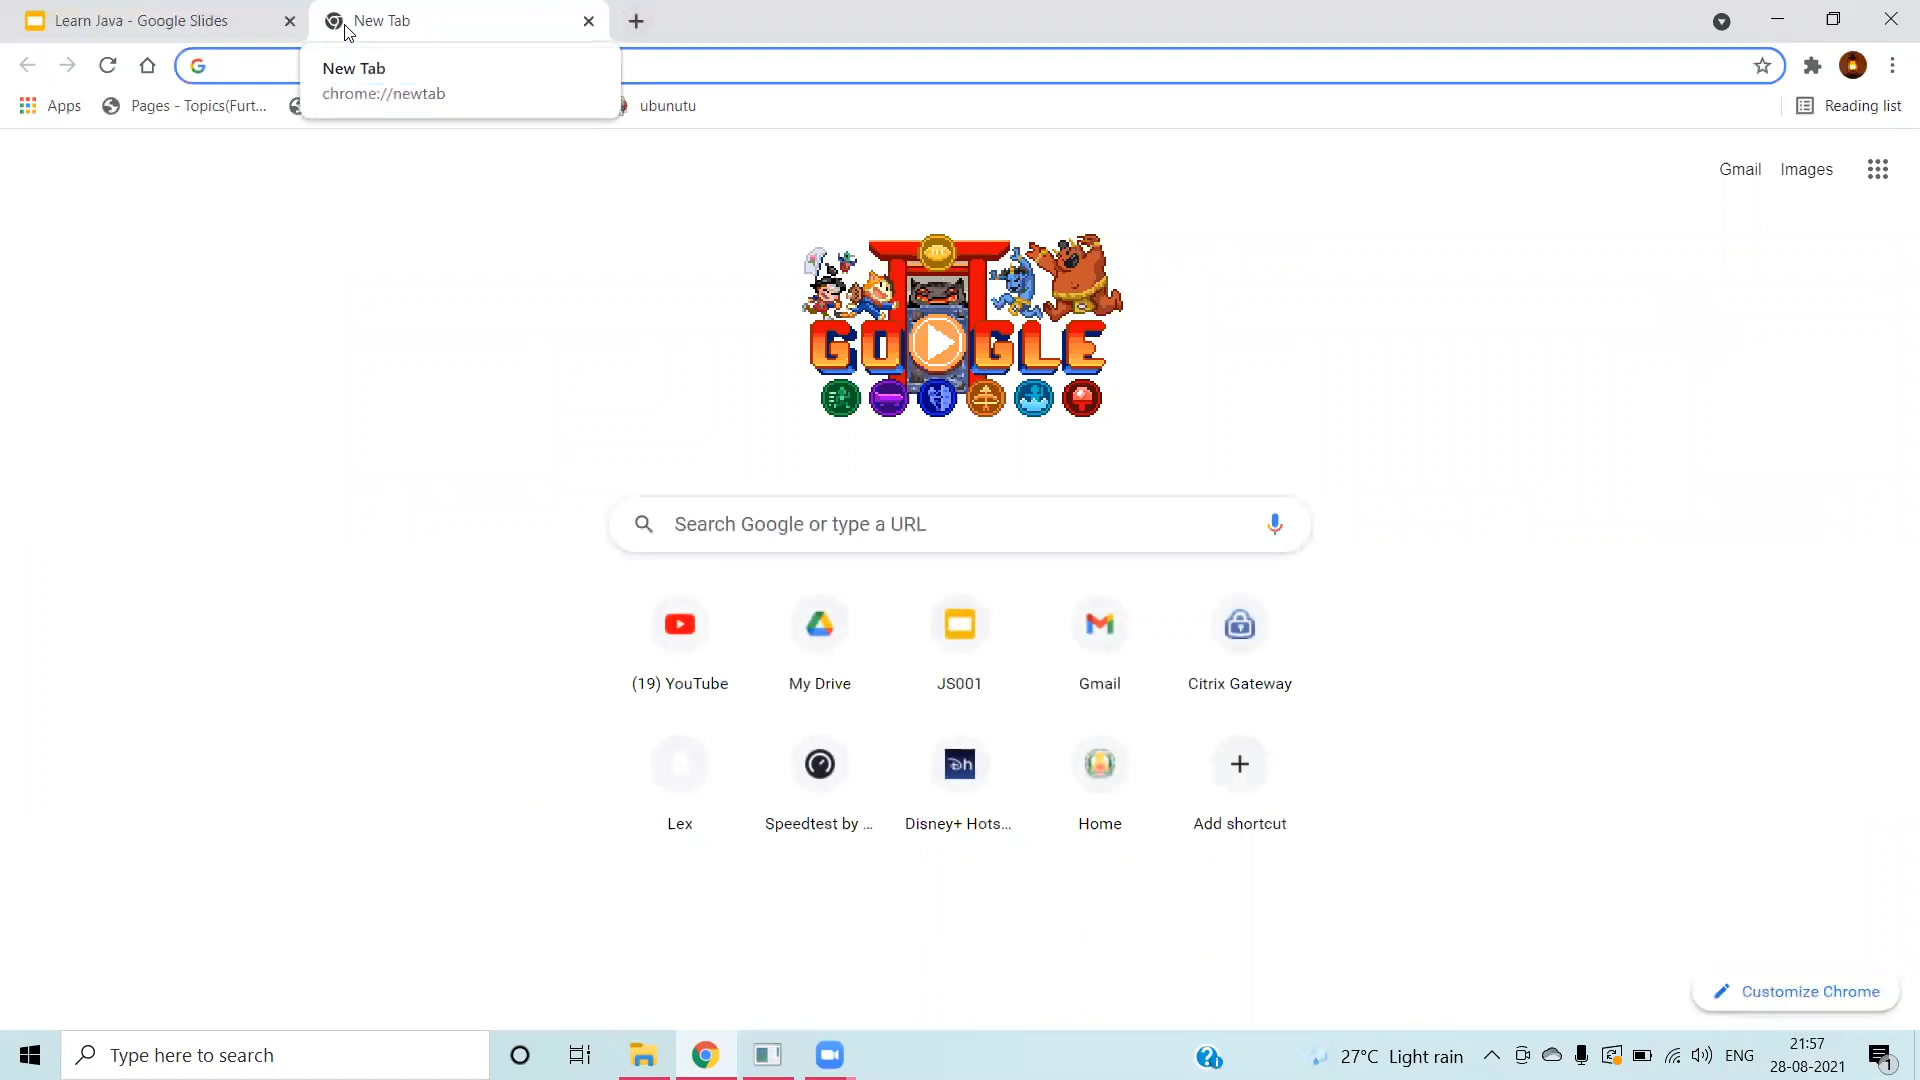 Learn Java - Google Slides
New Tab
New Tab
chrome://newtab
Apps
Pages - Topics(Furt...
ubunutu
Reading list
Gmail
Images
GOOGLE
Search Google or type a URL
(19) YouTube
My Drive
JS001
Gmail
Citrix Gateway
Lex
Speedtest by ...
Disney+ Hots...
Home
Add shortcut
Customize Chrome
Type here to search
27°C Light rain
ENG
21:57
28-08-2021
1